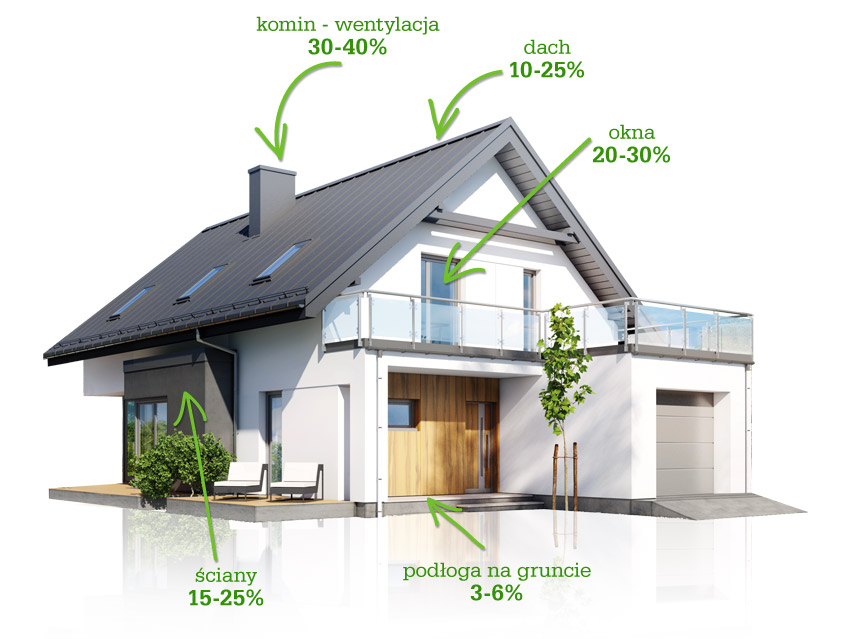 komin - wentylacja
30-40%
dach
10-25%
okna
20-30%
ściany
15-25%
podłoga na gruncie
3-6%